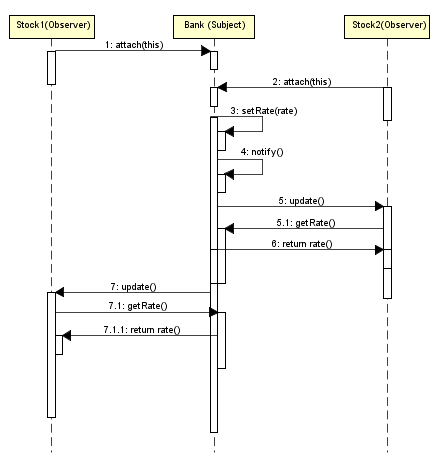 Stock1(Observer)
Bank (Subject)
Stock2(Observer)
1: attach(this)
2: attach(this)
3: setRate(rate)
4: notify()
5: update()
5.1: getRate()
6: return rate()
7: update()
7.1: getRate()
7.1.1: return rate()